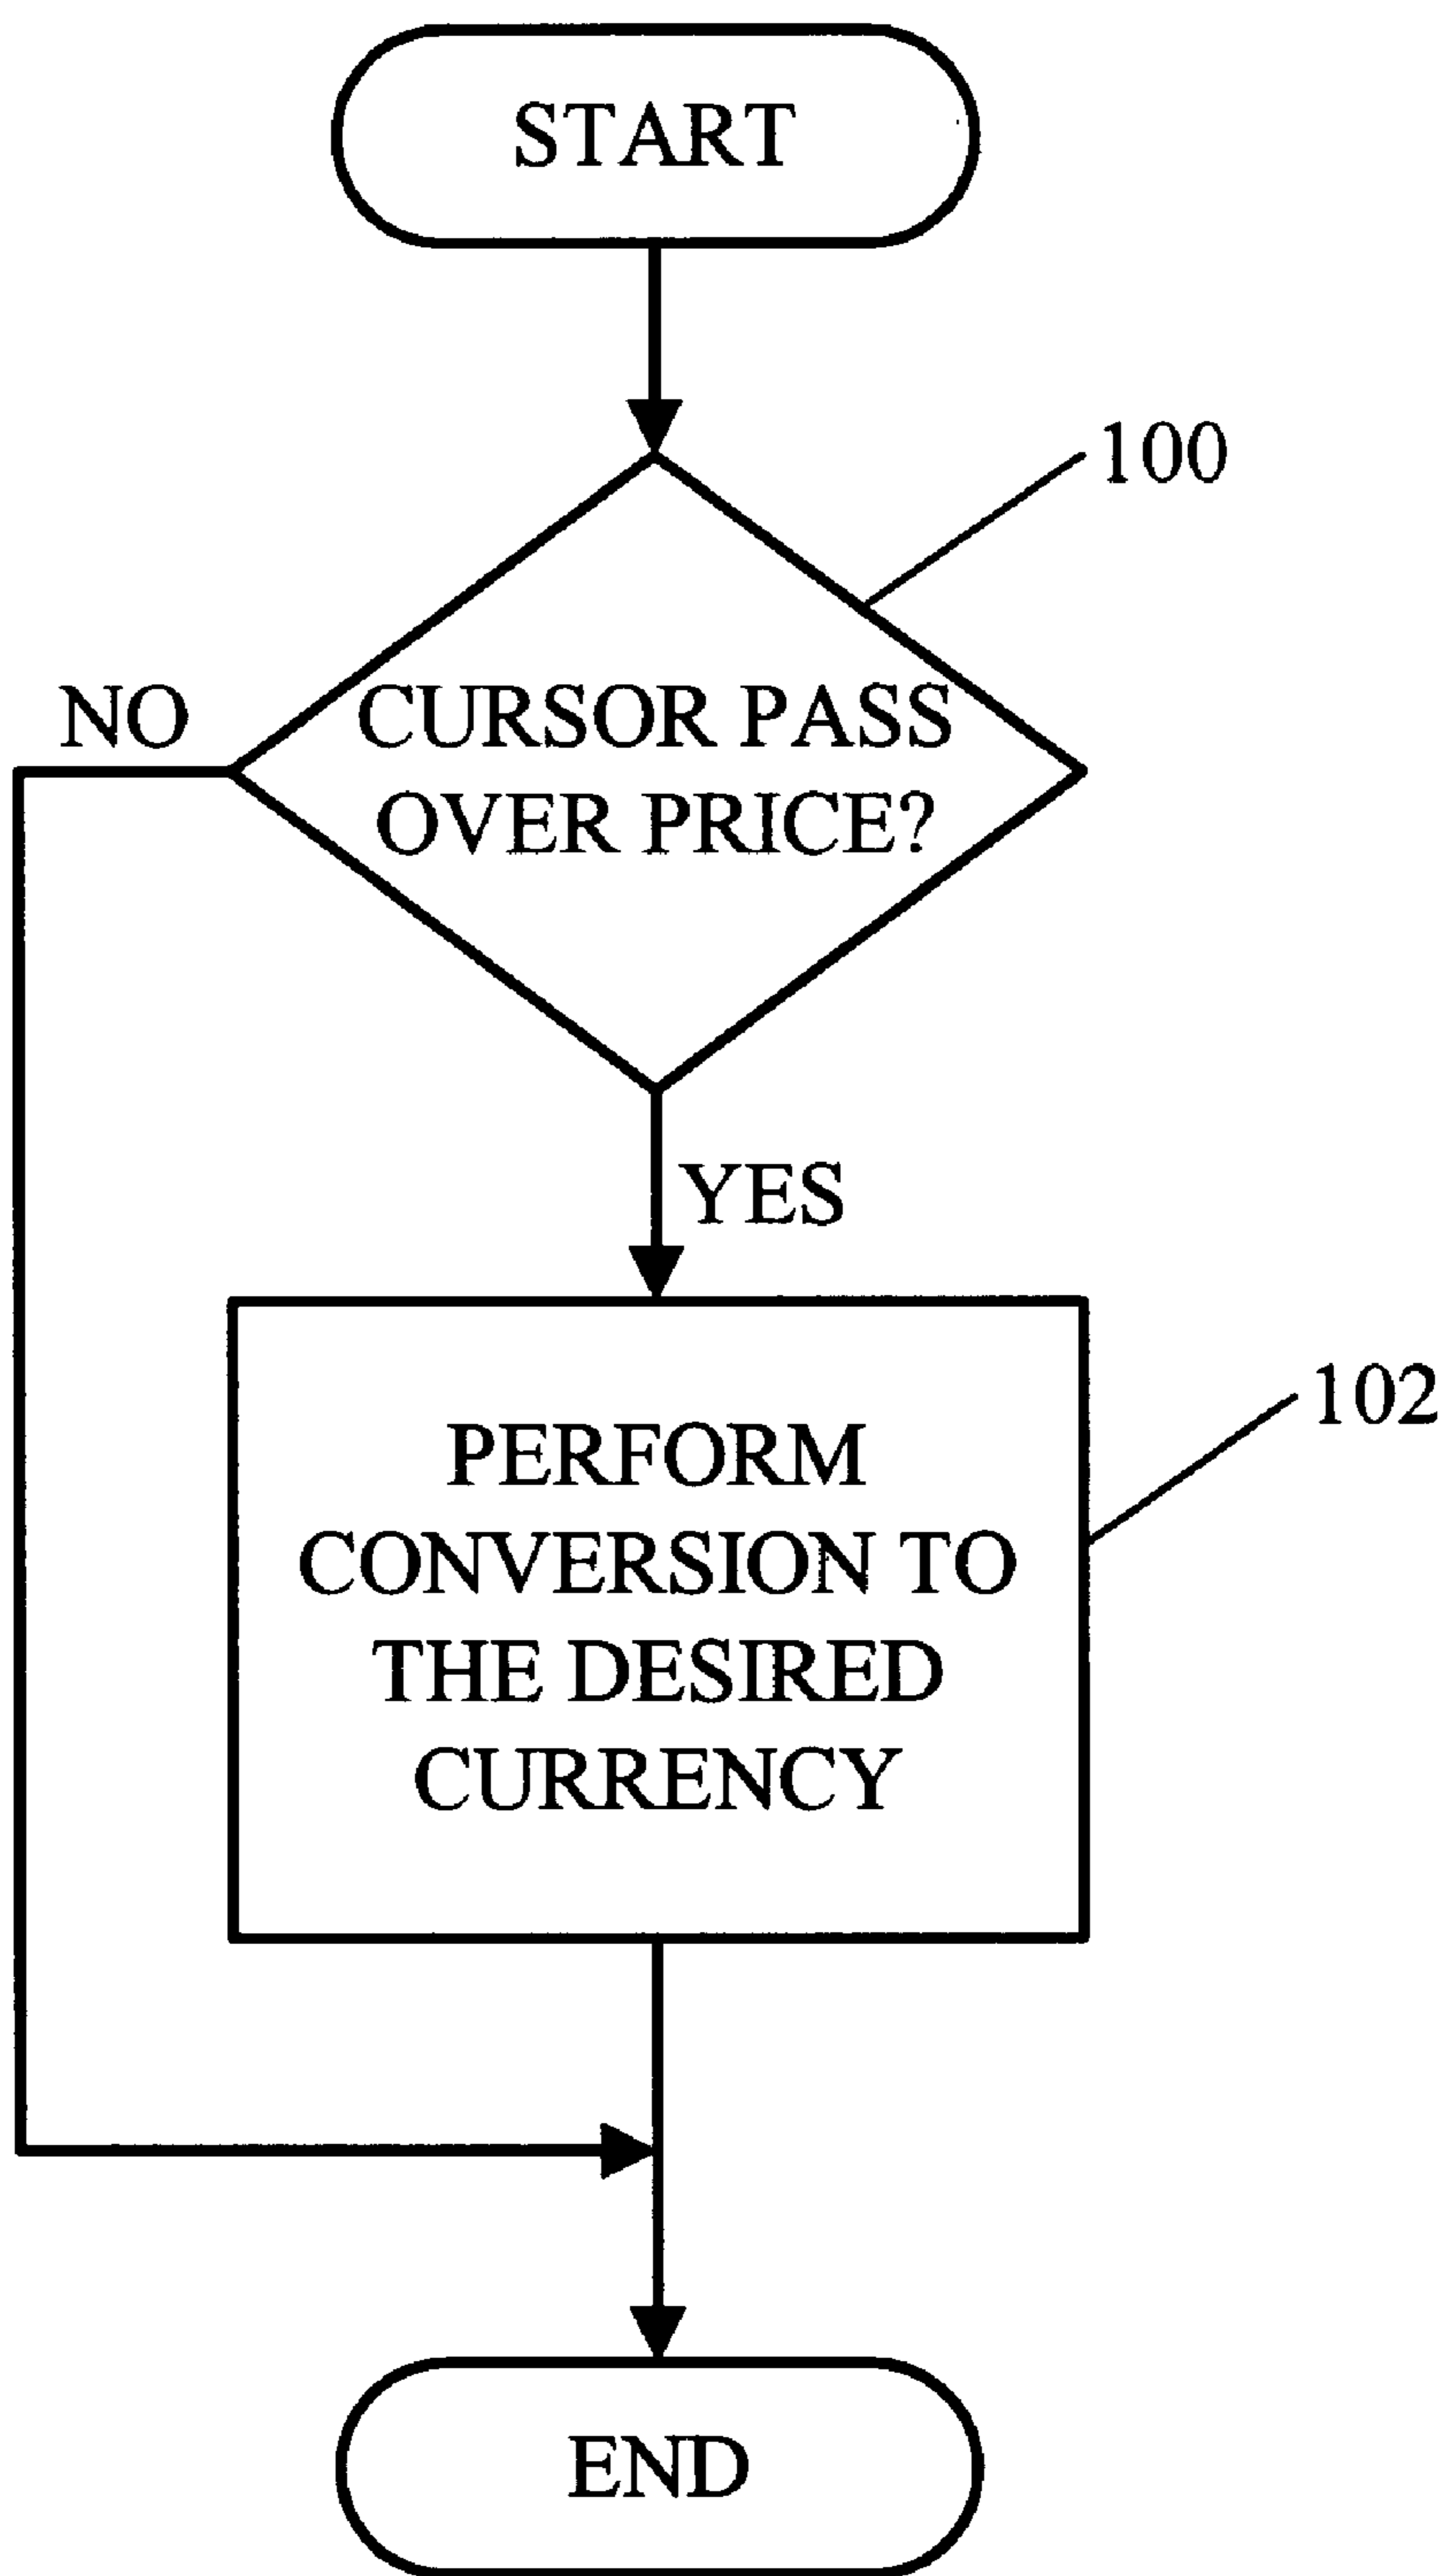 START
100
NO
CURSOR PASS
OVER PRICE?
YES
102
PERFORM
CONVERSION TO
THE DESIRED
CURRENCY
END